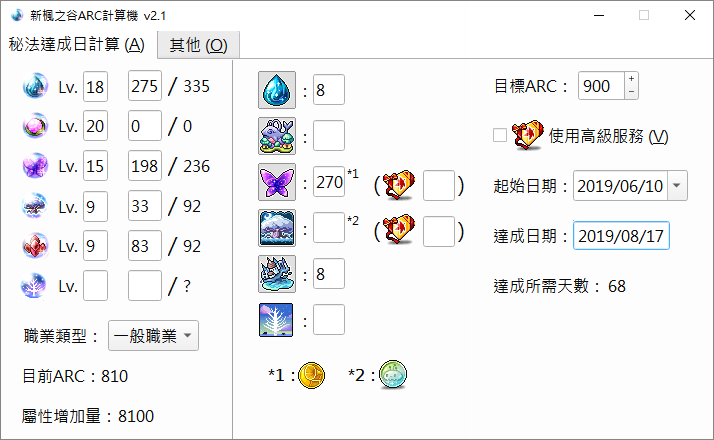 新楓之谷ARC計算機 v2.1
秘法達成日計算 (A) 其他 (O)
Lv. 18 275 / 335
Lv. 20 0 / 0
Lv. 15 198 / 236
Lv. 9 33 / 92
Lv. 9 83 / 92
Lv. / ?
職業類型： 一般職業
目前ARC：810
屬性增加量：8100
: 8
:
: 270 *1 ( )
: *2 ( )
: 8
:
*1 : *2 :
目標ARC： 900 + −
使用高級服務 (V)
起始日期： 2019/06/10
達成日期： 2019/08/17
達成所需天數： 68